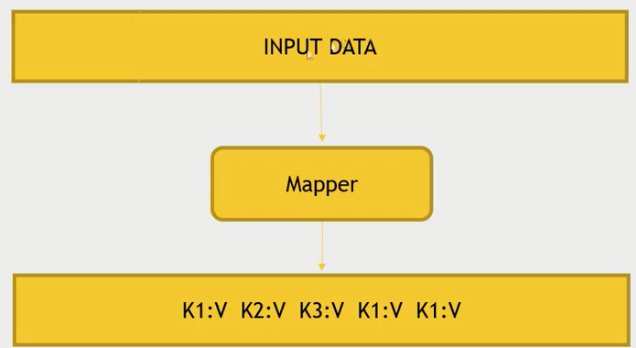 INPUT DATA
Mapper
K1:V K2:V K3:V K1:V K1:V